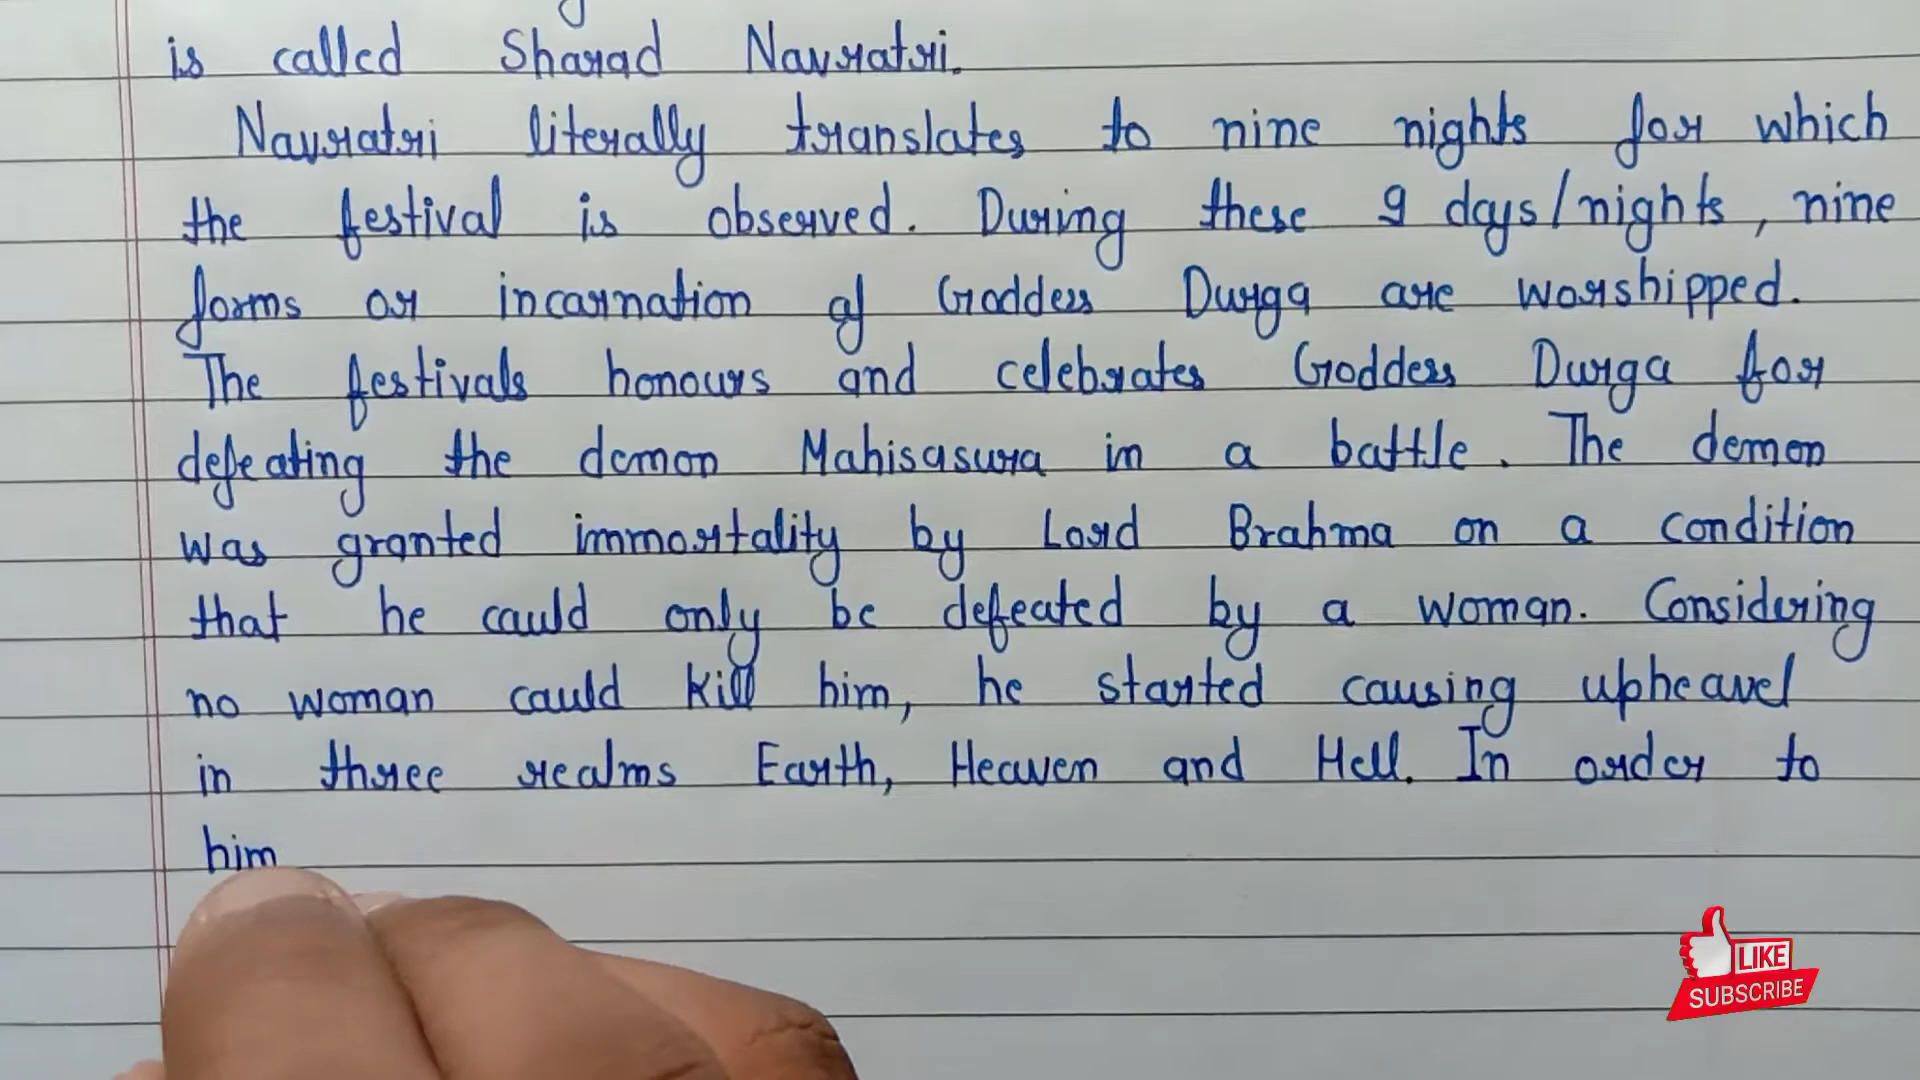 is called Sharad Navratri.
Navratri literally translates to nine nights for which
the festival is observed. During these 9 days/nights, nine
forms or incarnation of Goddess Durga are worshipped.
The festivals honours and celebrates Goddess Durga for
defeating the demon Mahisasura in a battle. The demon
was granted immortality by Lord Brahma on a condition
that he could only be defeated by a woman. Considering
no woman could kill him, he started causing upheavel
in three realms Earth, Heaven and Hell. In order to
him
LIKE
SUBSCRIBE